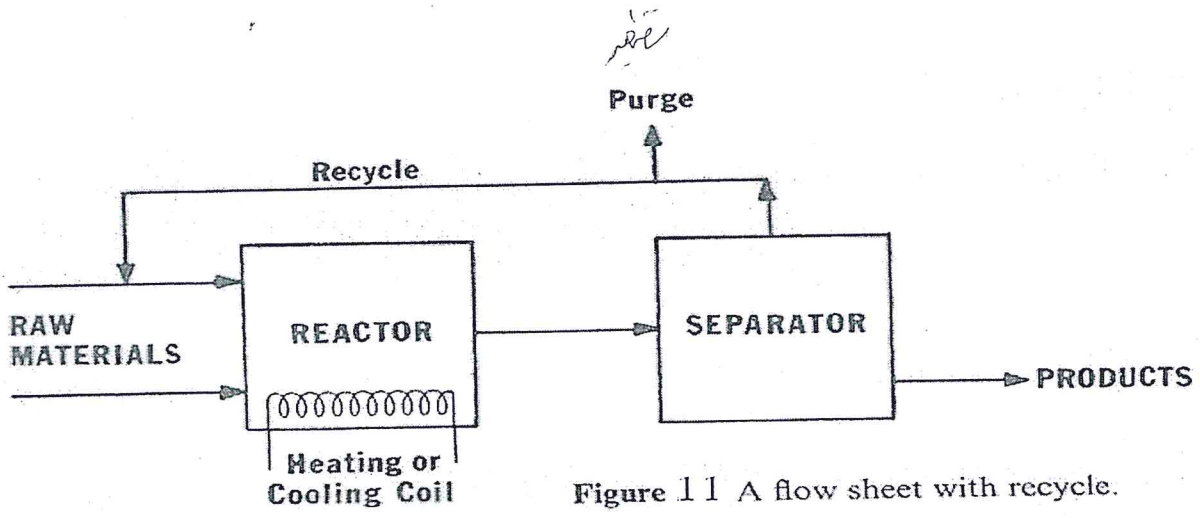 Purge
Recycle
RAW
MATERIALS
REACTOR
SEPARATOR
PRODUCTS
Heating or
Cooling Coil
Figure 11 A flow sheet with recycle.